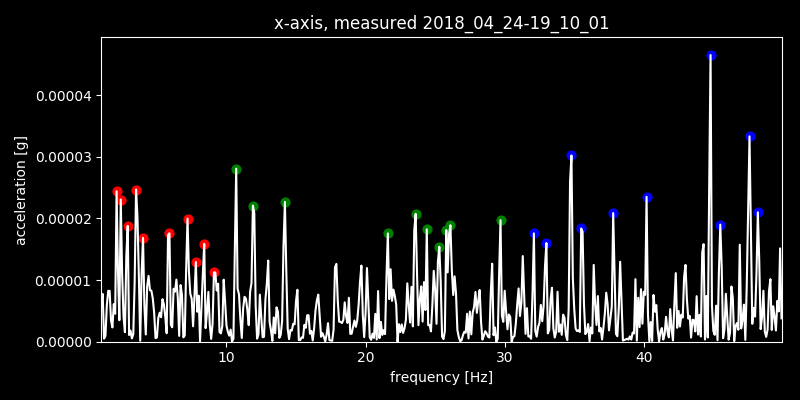 x-axis, measured 2018_04_24-19_10_01
0.00004
0.00003
0.00002
0.00001
0.00000
acceleration [g]
10 20 30 40
frequency [Hz]